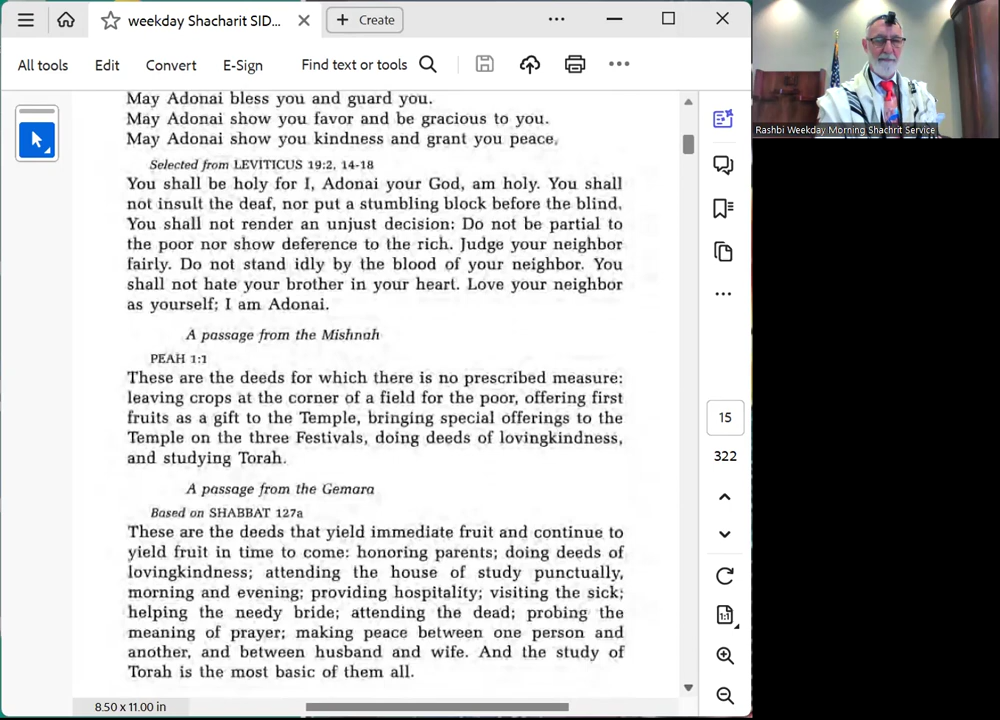 weekday Shacharit SID...
Create
All tools
Edit
Convert
E-Sign
Find text or tools
May Adonai bless you and guard you.
May Adonai show you favor and be gracious to you.
May Adonai show you kindness and grant you peace.
Selected from LEVITICUS 19:2, 14-18
You shall be holy for I, Adonai your God, am holy. You shall
not insult the deaf, nor put a stumbling block before the blind.
You shall not render an unjust decision: Do not be partial to
the poor nor show deference to the rich. Judge your neighbor
fairly. Do not stand idly by the blood of your neighbor. You
shall not hate your brother in your heart. Love your neighbor
as yourself; I am Adonai.
A passage from the Mishnah
PEAH 1:1
These are the deeds for which there is no prescribed measure:
leaving crops at the corner of a field for the poor, offering first
fruits as a gift to the Temple, bringing special offerings to the
Temple on the three Festivals, doing deeds of lovingkindness,
and studying Torah.
A passage from the Gemara
Based on SHABBAT 127a
These are the deeds that yield immediate fruit and continue to
yield fruit in time to come: honoring parents; doing deeds of
lovingkindness; attending the house of study punctually,
morning and evening; providing hospitality; visiting the sick;
helping the needy bride; attending the dead; probing the
meaning of prayer; making peace between one person and
another, and between husband and wife. And the study of
Torah is the most basic of them all.
8.50 x 11.00 in
15
322
1:1
Rashbi Weekday Morning Shachrit Service